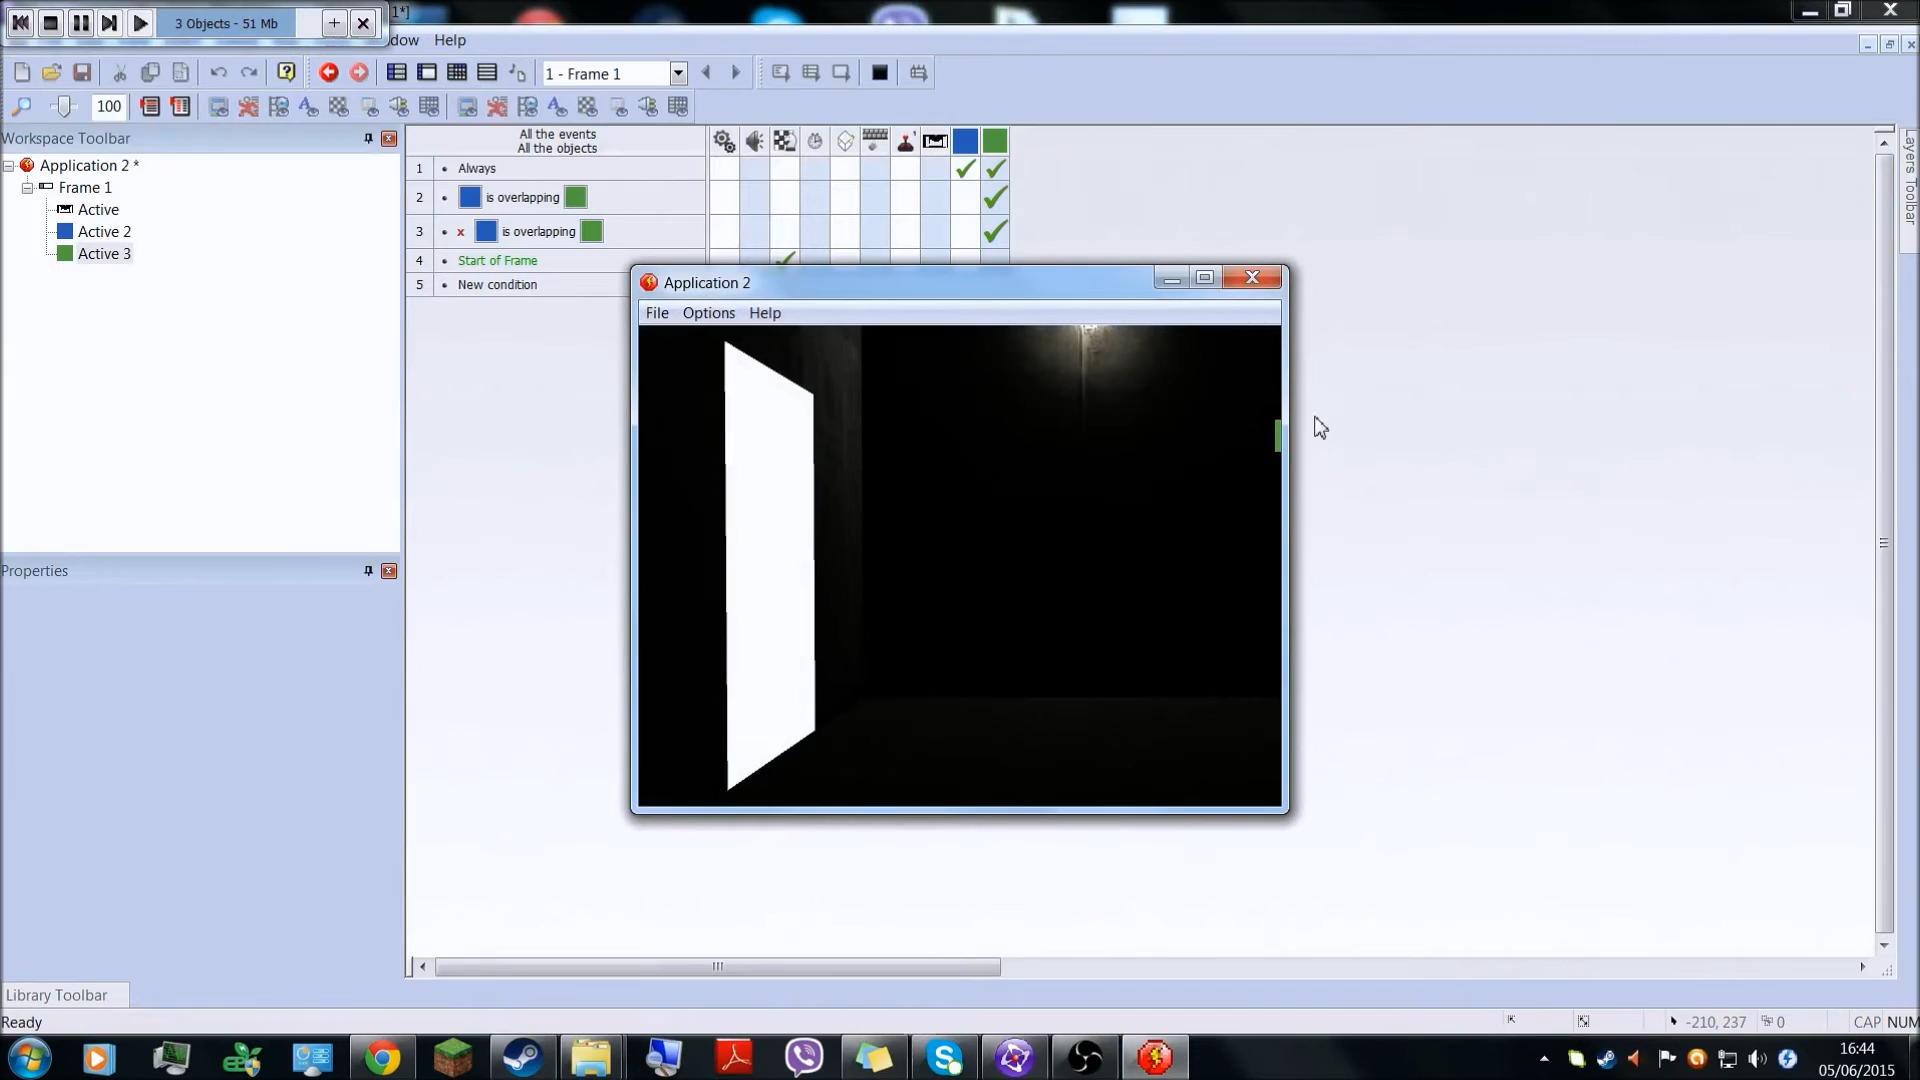 3 Objects - 51 Mb
1*]
dow Help
1 - Frame 1
100
Workspace Toolbar
Application 2 *
Frame 1
Active
Active 2
Active 3
Properties
Library Toolbar
Ready
All the events
All the objects
1 • Always
2 • is overlapping
3 • x is overlapping
4 • Start of Frame
5 • New condition
Application 2
File Options Help
Layers Toolbar
-210, 237
0
CAP NUM
16:44
05/06/2015